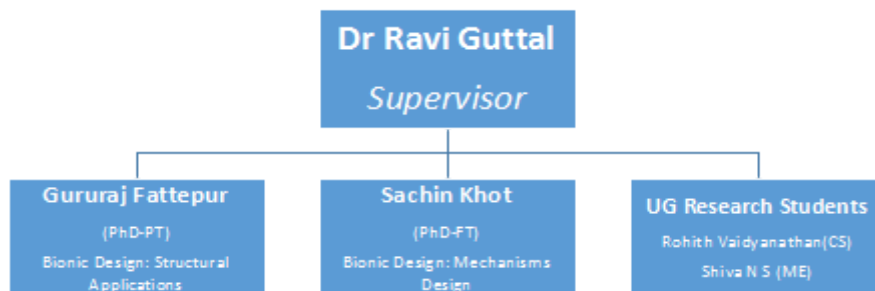 Dr Ravi Guttal
Supervisor
Gururaj Fattepur
(PhD-PT)
Bionic Design: Structural
Applications
Sachin Khot
(PhD-FT)
Bionic Design: Mechanisms
Design
UG Research Students
Rohith Vaidyanathan(CS)
Shiva N S (ME)